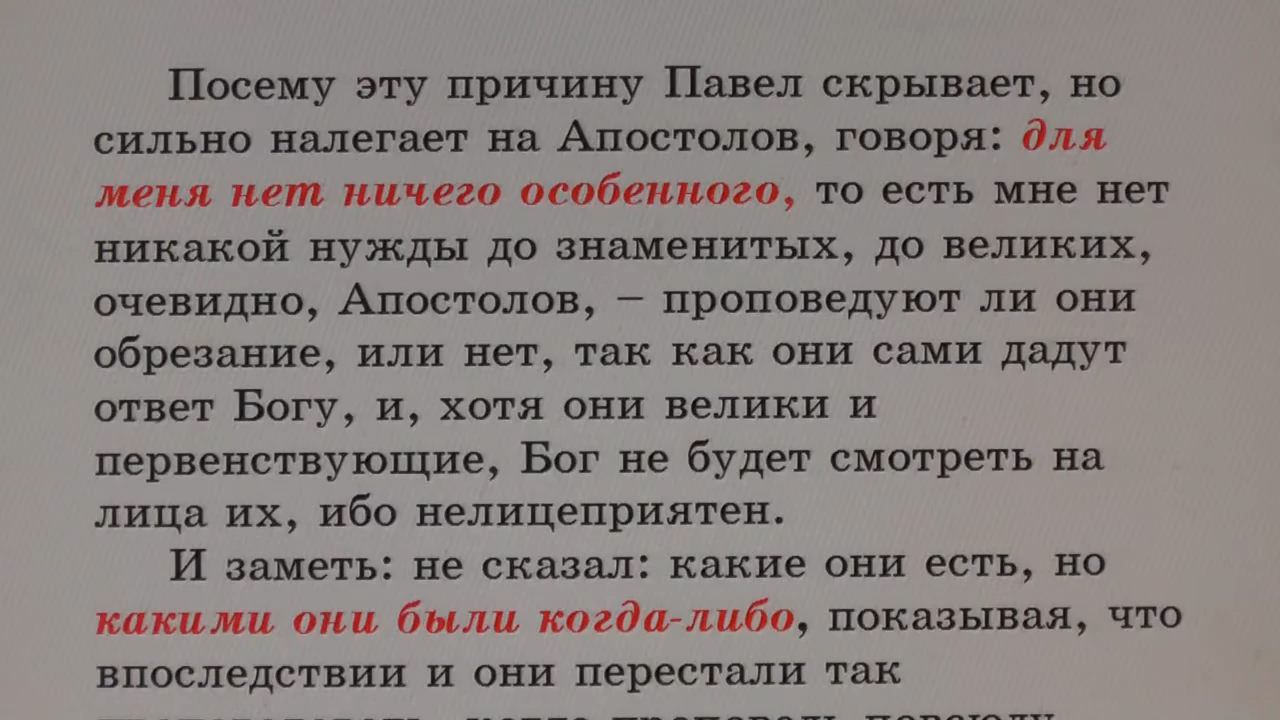 Посему эту причину Павел скрывает, но
сильно налегает на Апостолов, говоря: для
меня нет ничего особенного, то есть мне нет
никакой нужды до знаменитых, до великих,
очевидно, Апостолов, – проповедуют ли они
обрезание, или нет, так как они сами дадут
ответ Богу, и, хотя они велики и
первенствующие, Бог не будет смотреть на
лица их, ибо нелицеприятен.
И заметь: не сказал: какие они есть, но
какими они были когда-либо, показывая, что
впоследствии и они перестали так